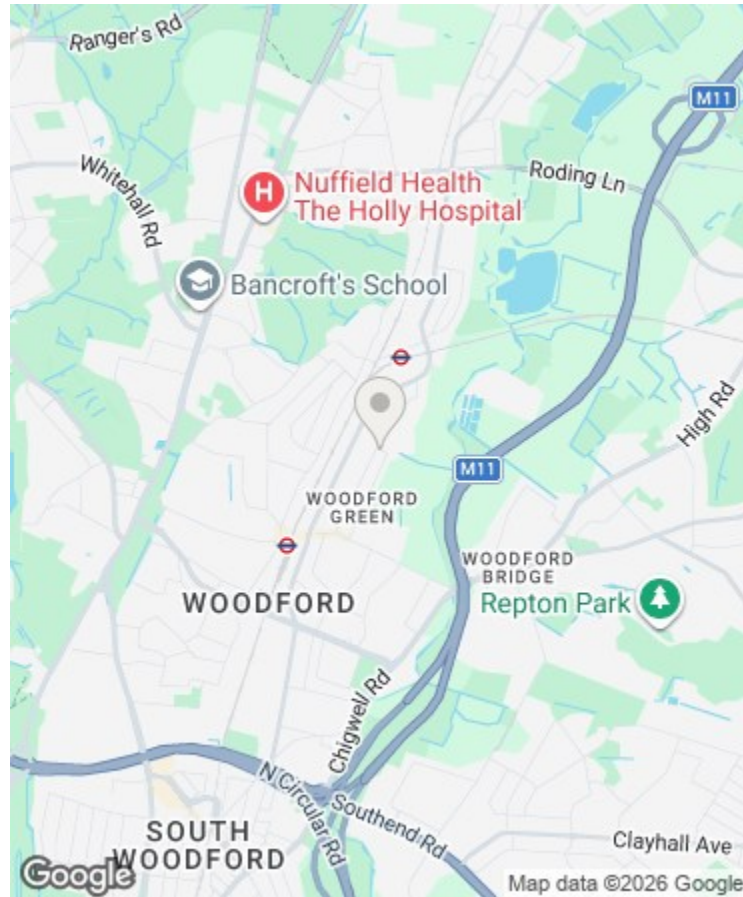 Ranger's Rd
M11
Whitehall Rd
H
Nuffield Health
The Holly Hospital
Roding Ln
Bancroft's School
High Rd
M11
WOODFORD
GREEN
WOODFORD
BRIDGE
WOODFORD
Repton Park
Chigwell Rd
N Circular Rd
Southend Rd
SOUTH
WOODFORD
Clayhall Ave
Google
Map data ©2026 Google